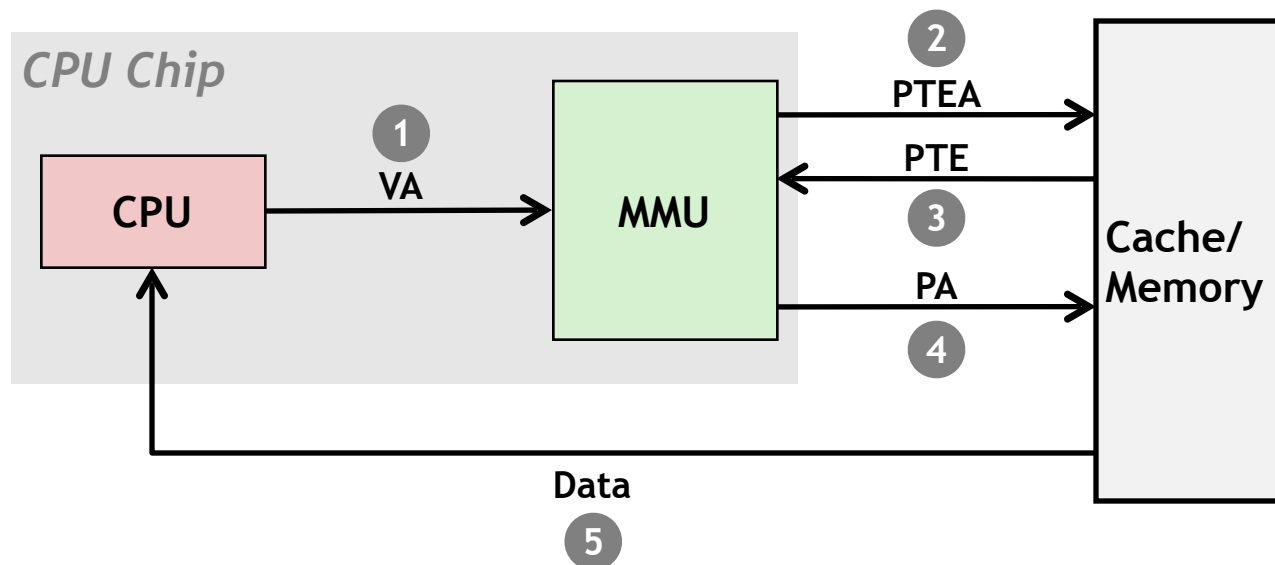 2
CPU Chip
PTEA
1
PTE
VA
CPU
MMU
3
Cache/
Memory
PA
4
Data
5